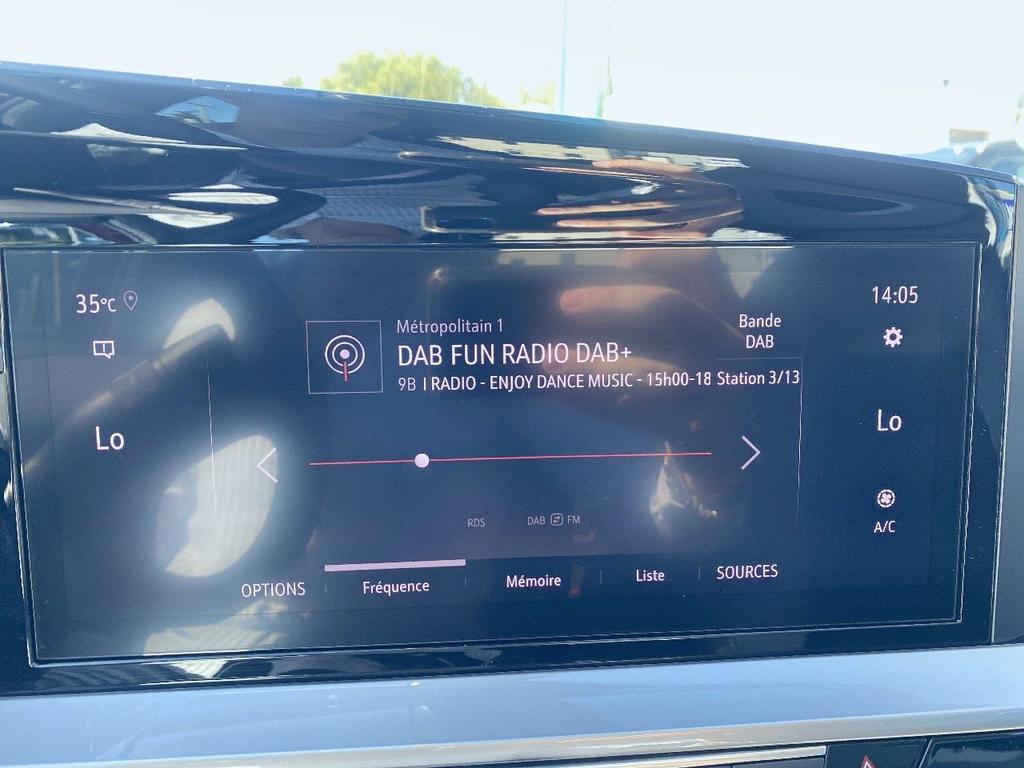 35°C
14:05
Métropolitain 1
Bande
DAB
DAB FUN RADIO DAB+
9B I RADIO - ENJOY DANCE MUSIC - 15h00-18 Station 3/13
Lo
Lo
RDS DAB FM
A/C
OPTIONS Fréquence Mémoire Liste SOURCES